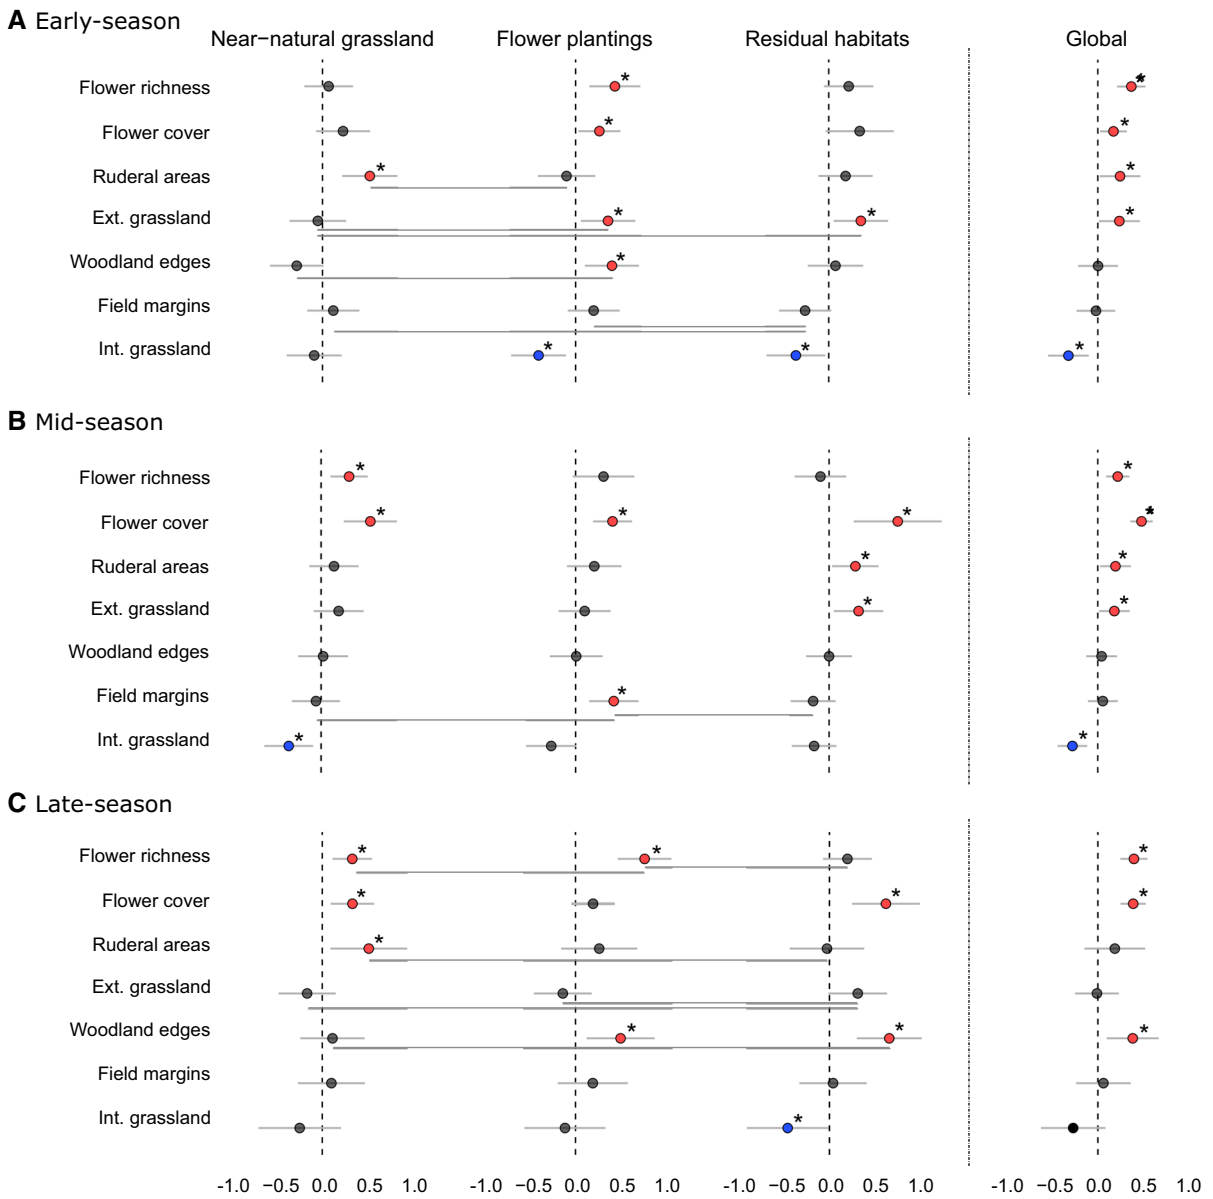 A Early-season
Near−natural grassland Flower plantings Residual habitats Global
Flower richness * *
Flower cover * *
Ruderal areas * *
Ext. grassland * * *
Woodland edges *
Field margins
Int. grassland * * *
B Mid-season
Flower richness * *
Flower cover * * * *
Ruderal areas * *
Ext. grassland * *
Woodland edges
Field margins *
Int. grassland * *
C Late-season
Flower richness * * *
Flower cover * * *
Ruderal areas *
Ext. grassland
Woodland edges * * *
Field margins
Int. grassland *
-1.0 −0.5 0.0 0.5 1.0 -1.0 −0.5 0.0 0.5 1.0 -1.0 −0.5 0.0 0.5 1.0 -1.0 −0.5 0.0 0.5 1.0